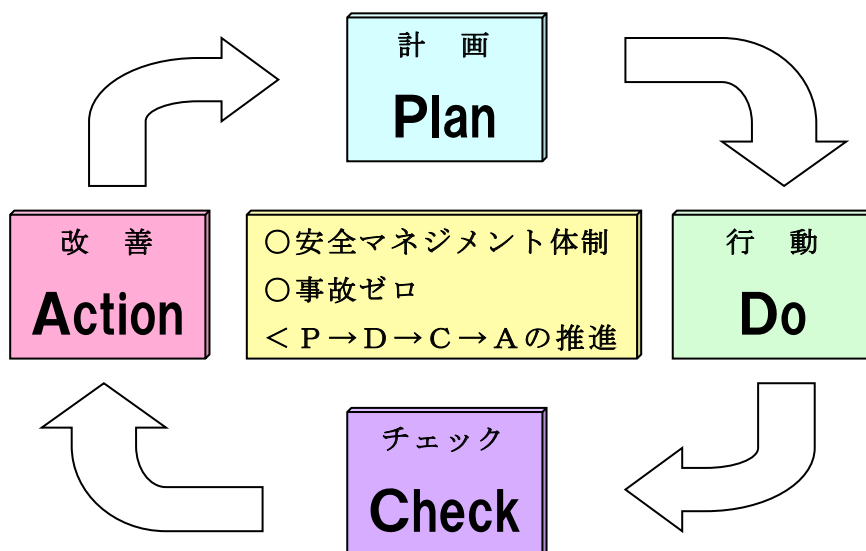 計 画
Plan
改 善
Action
○安全マネジメント体制
○事故ゼロ
＜Ｐ→Ｄ→Ｃ→Ａの推進
行 動
Do
チェック
Check